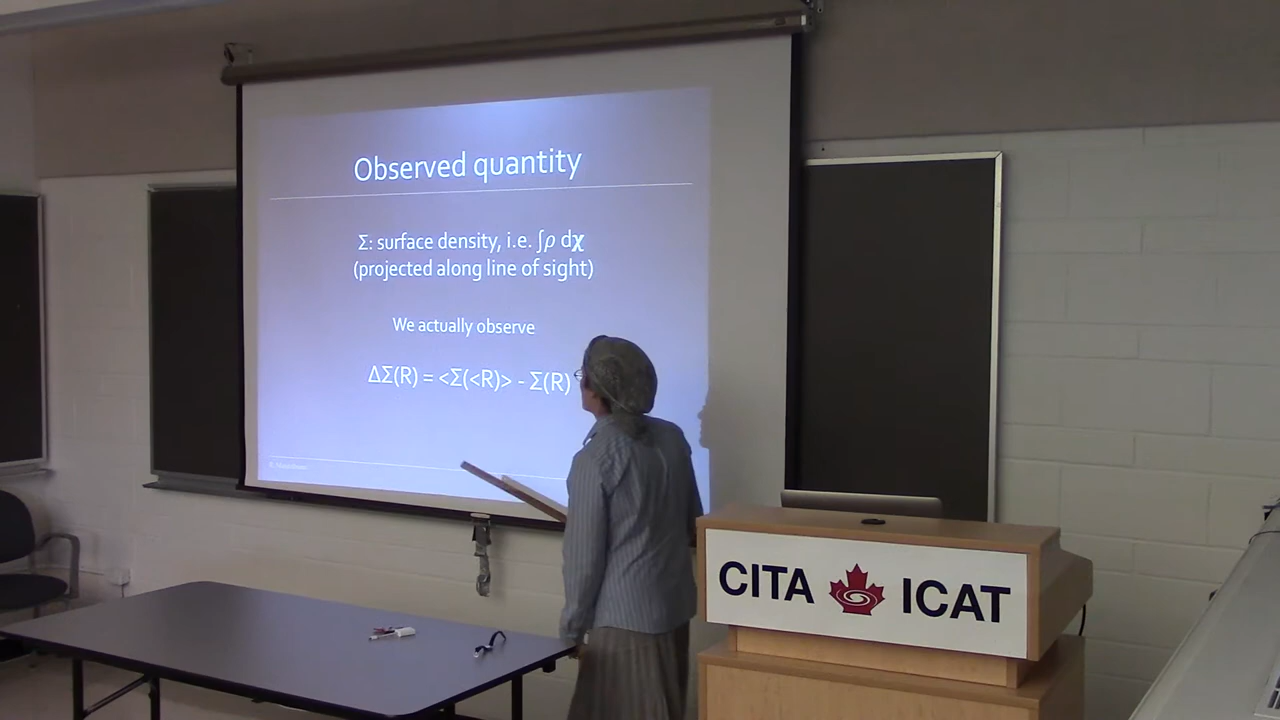 Observed quantity
Σ: surface density, i.e. ∫ρ dχ
(projected along line of sight)
We actually observe
ΔΣ(R) = <Σ(<R)> - Σ(R)
CITA ICAT